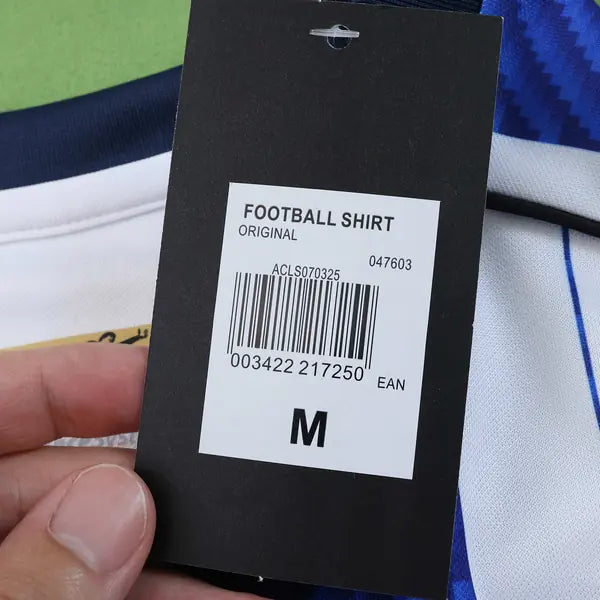 FOOTBALL SHIRT
ORIGINAL
047603
ACLS070325
003422 217250
EAN
M